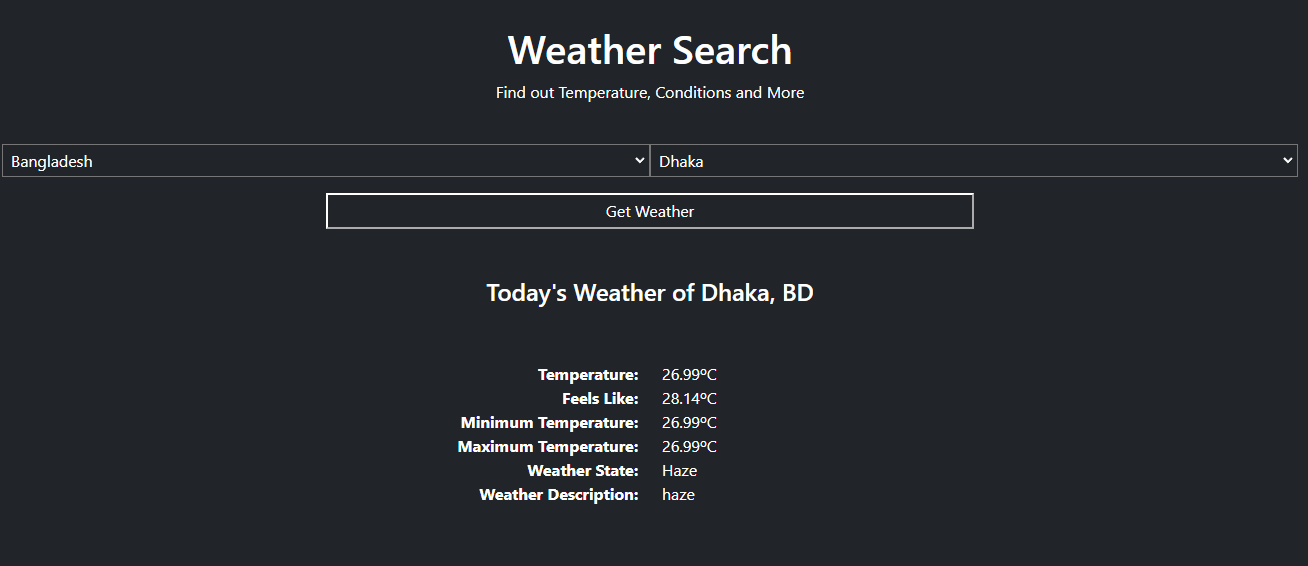 Weather Search
Find out Temperature, Conditions and More
Bangladesh Dhaka
Get Weather
Today's Weather of Dhaka, BD
Temperature: 26.99ºC
Feels Like: 28.14ºC
Minimum Temperature: 26.99ºC
Maximum Temperature: 26.99ºC
Weather State: Haze
Weather Description: haze